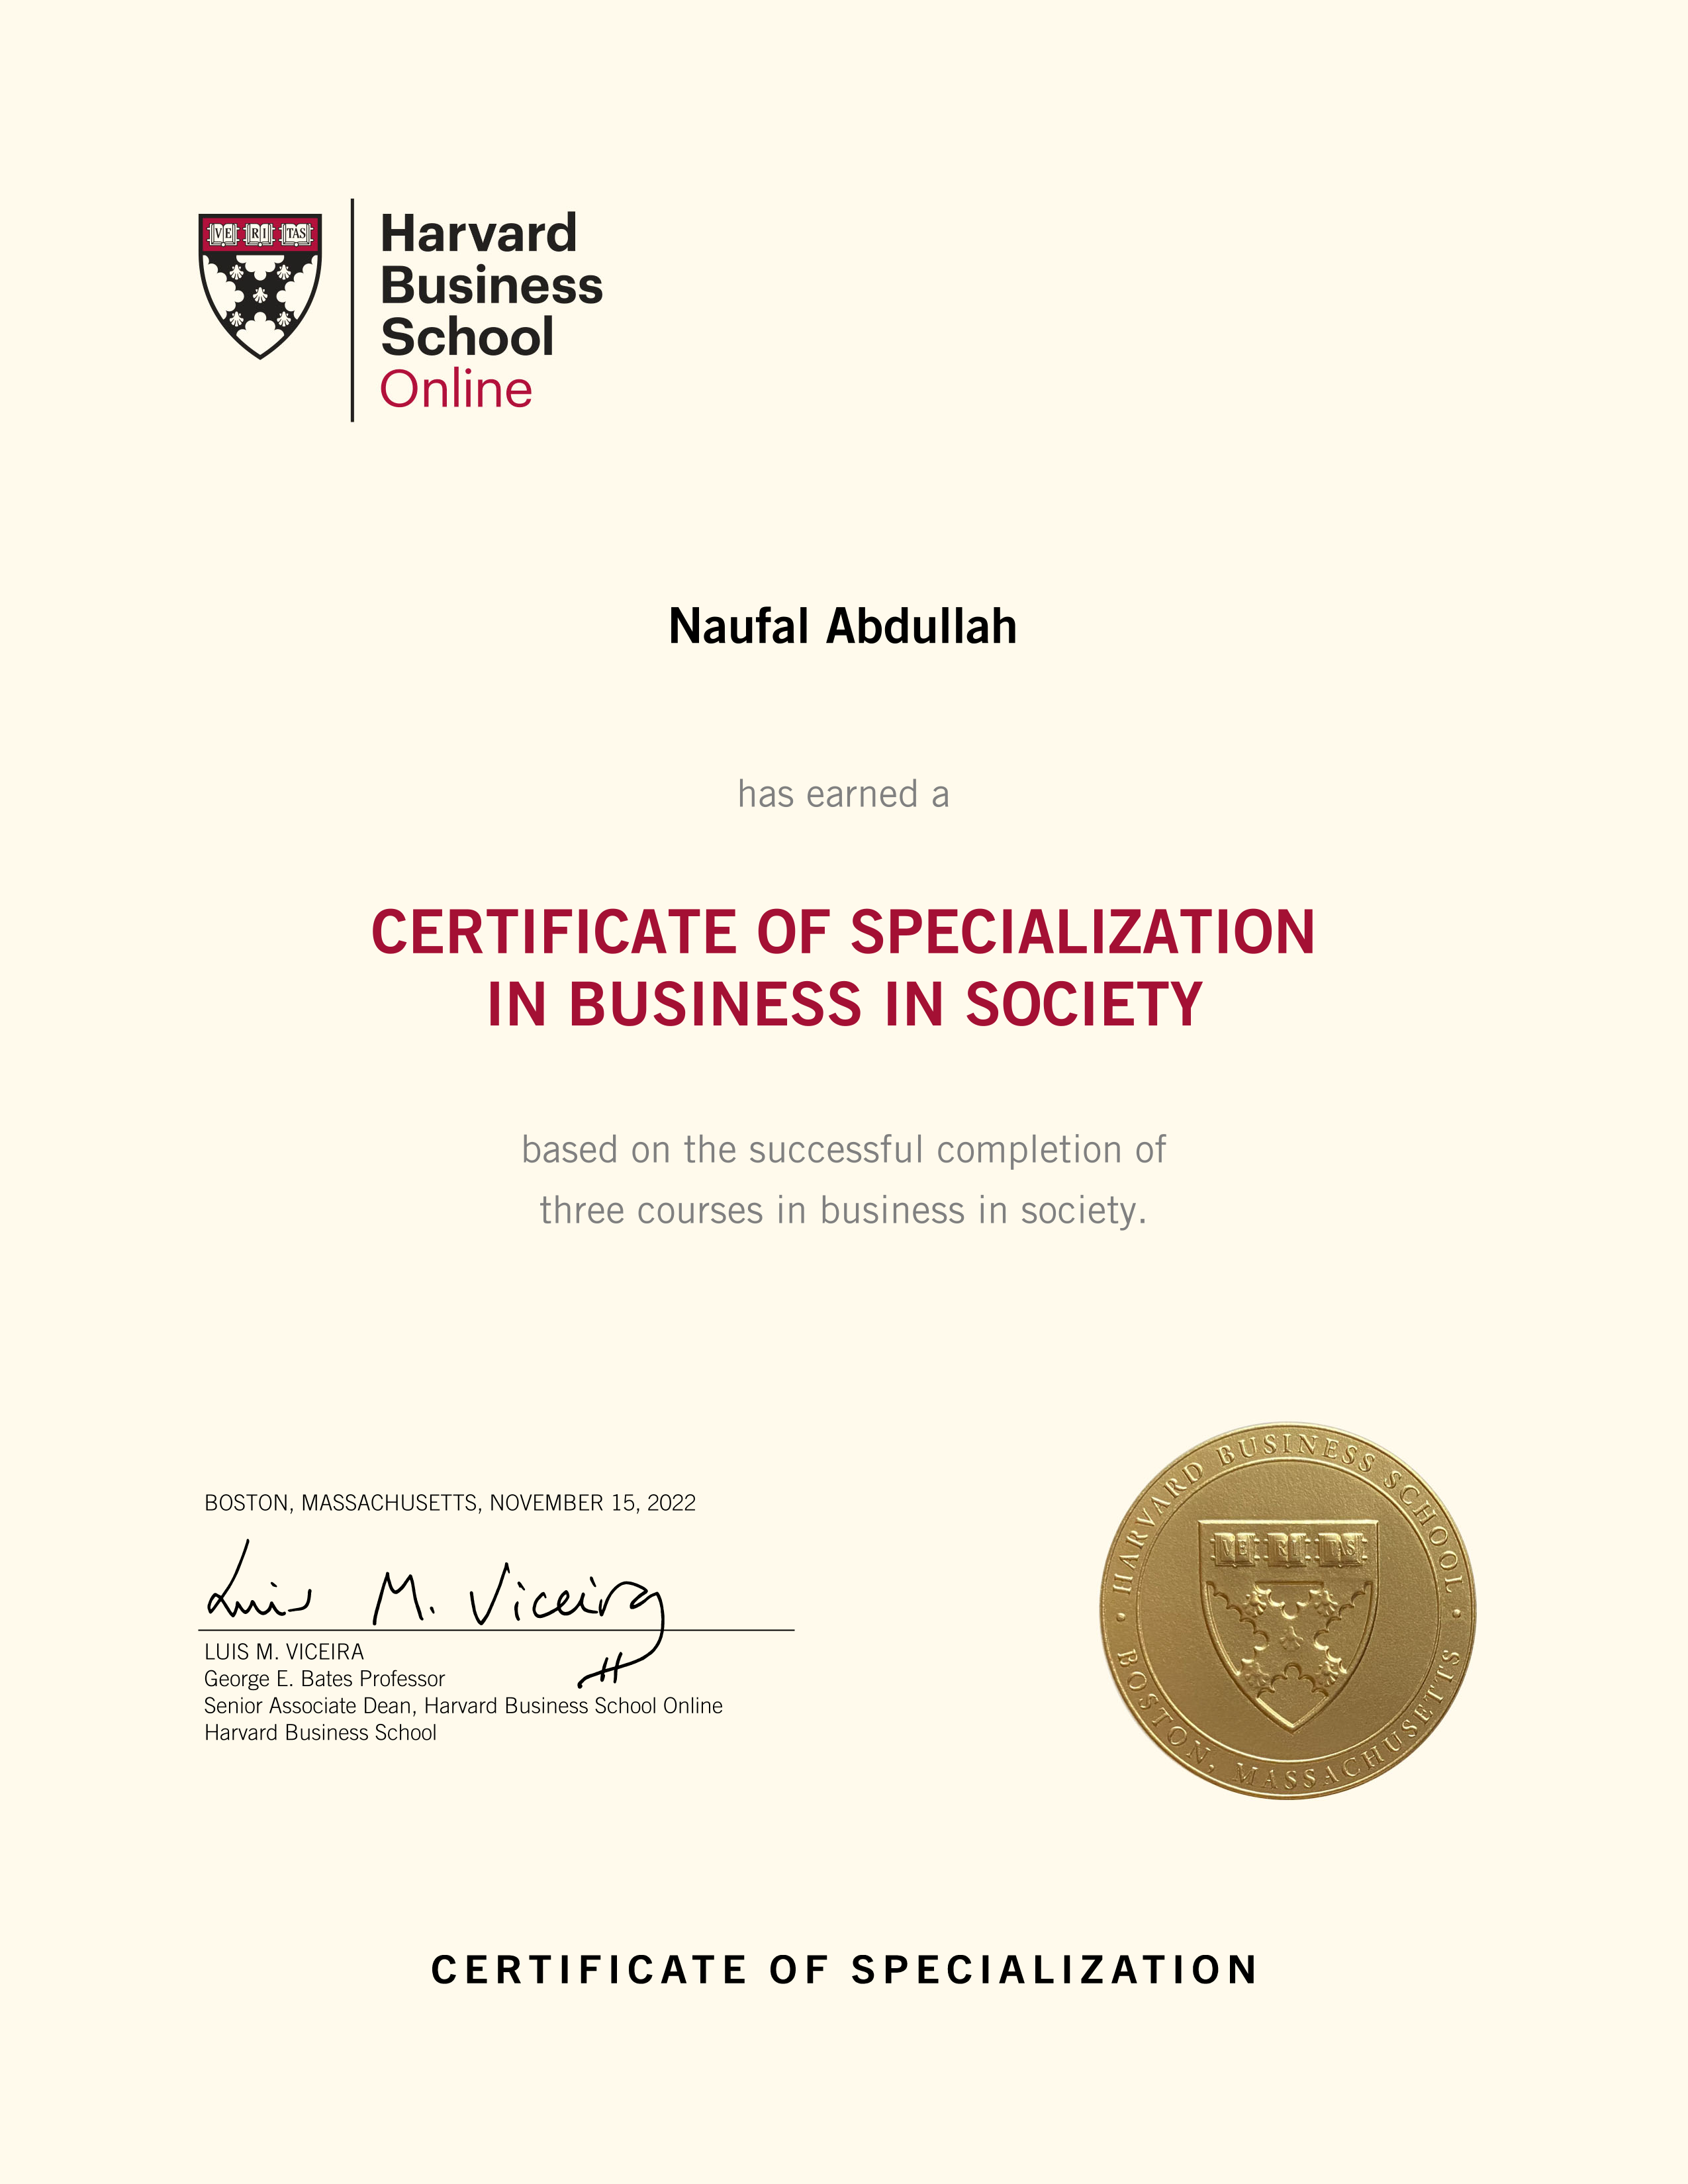 VE RI TAS
Harvard
Business
School
Online
Naufal Abdullah
has earned a
CERTIFICATE OF SPECIALIZATION
IN BUSINESS IN SOCIETY
based on the successful completion of
three courses in business in society.
BOSTON, MASSACHUSETTS, NOVEMBER 15, 2022
Luis M. Viceira
LUIS M. VICEIRA
George E. Bates Professor
Senior Associate Dean, Harvard Business School Online
Harvard Business School
• HARVARD BUSINESS SCHOOL •
VE RI TAS
BOSTON, MASSACHUSETTS
CERTIFICATE OF SPECIALIZATION